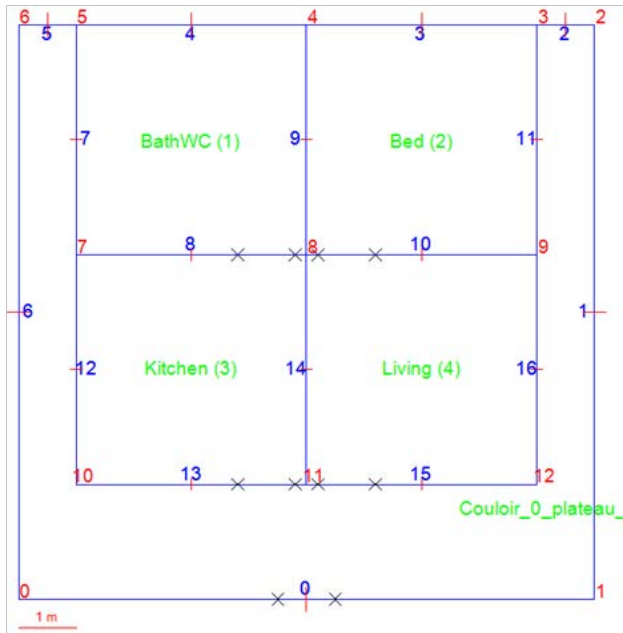 6 5 4 3 2
5 4 3 2
7 BathWC (1) 9 Bed (2) 11
7 8 8 10 9
6 1
12 Kitchen (3) 14 Living (4) 16
10 13 11 15 12
Couloir_0_plateau_
0 0 1
1 m